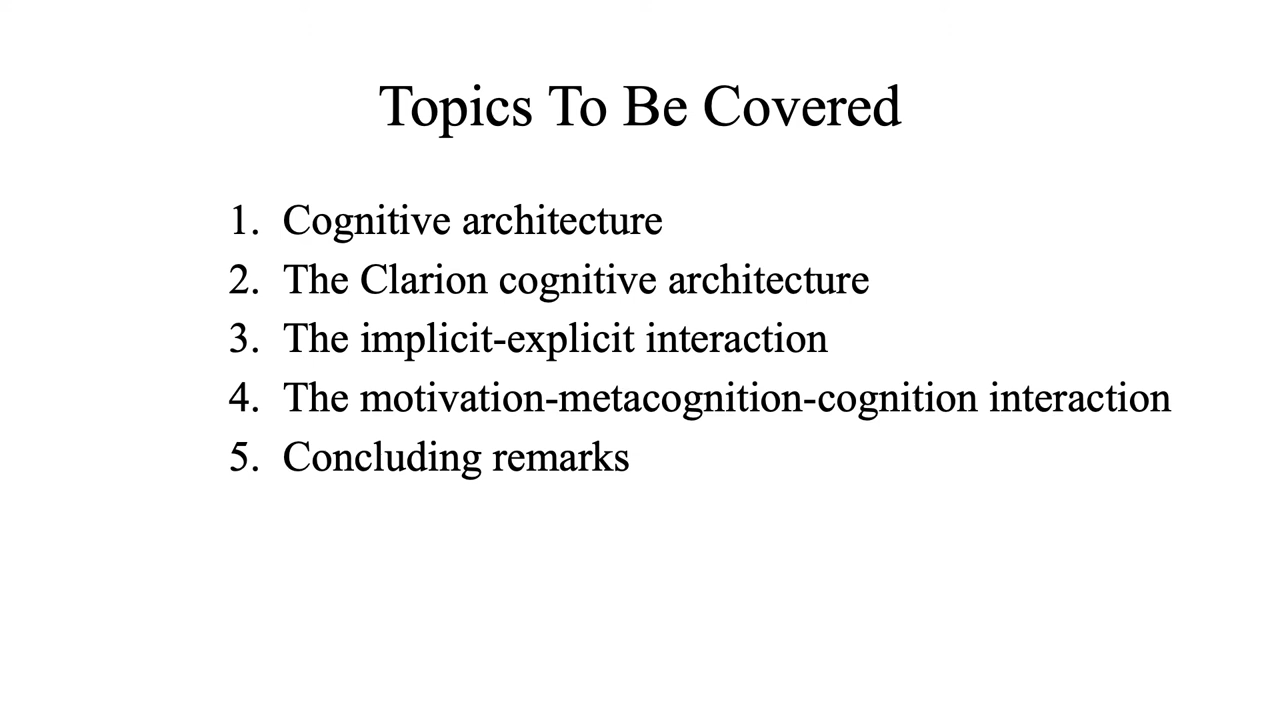 Topics To Be Covered
1. Cognitive architecture
2. The Clarion cognitive architecture
3. The implicit-explicit interaction
4. The motivation-metacognition-cognition interaction
5. Concluding remarks